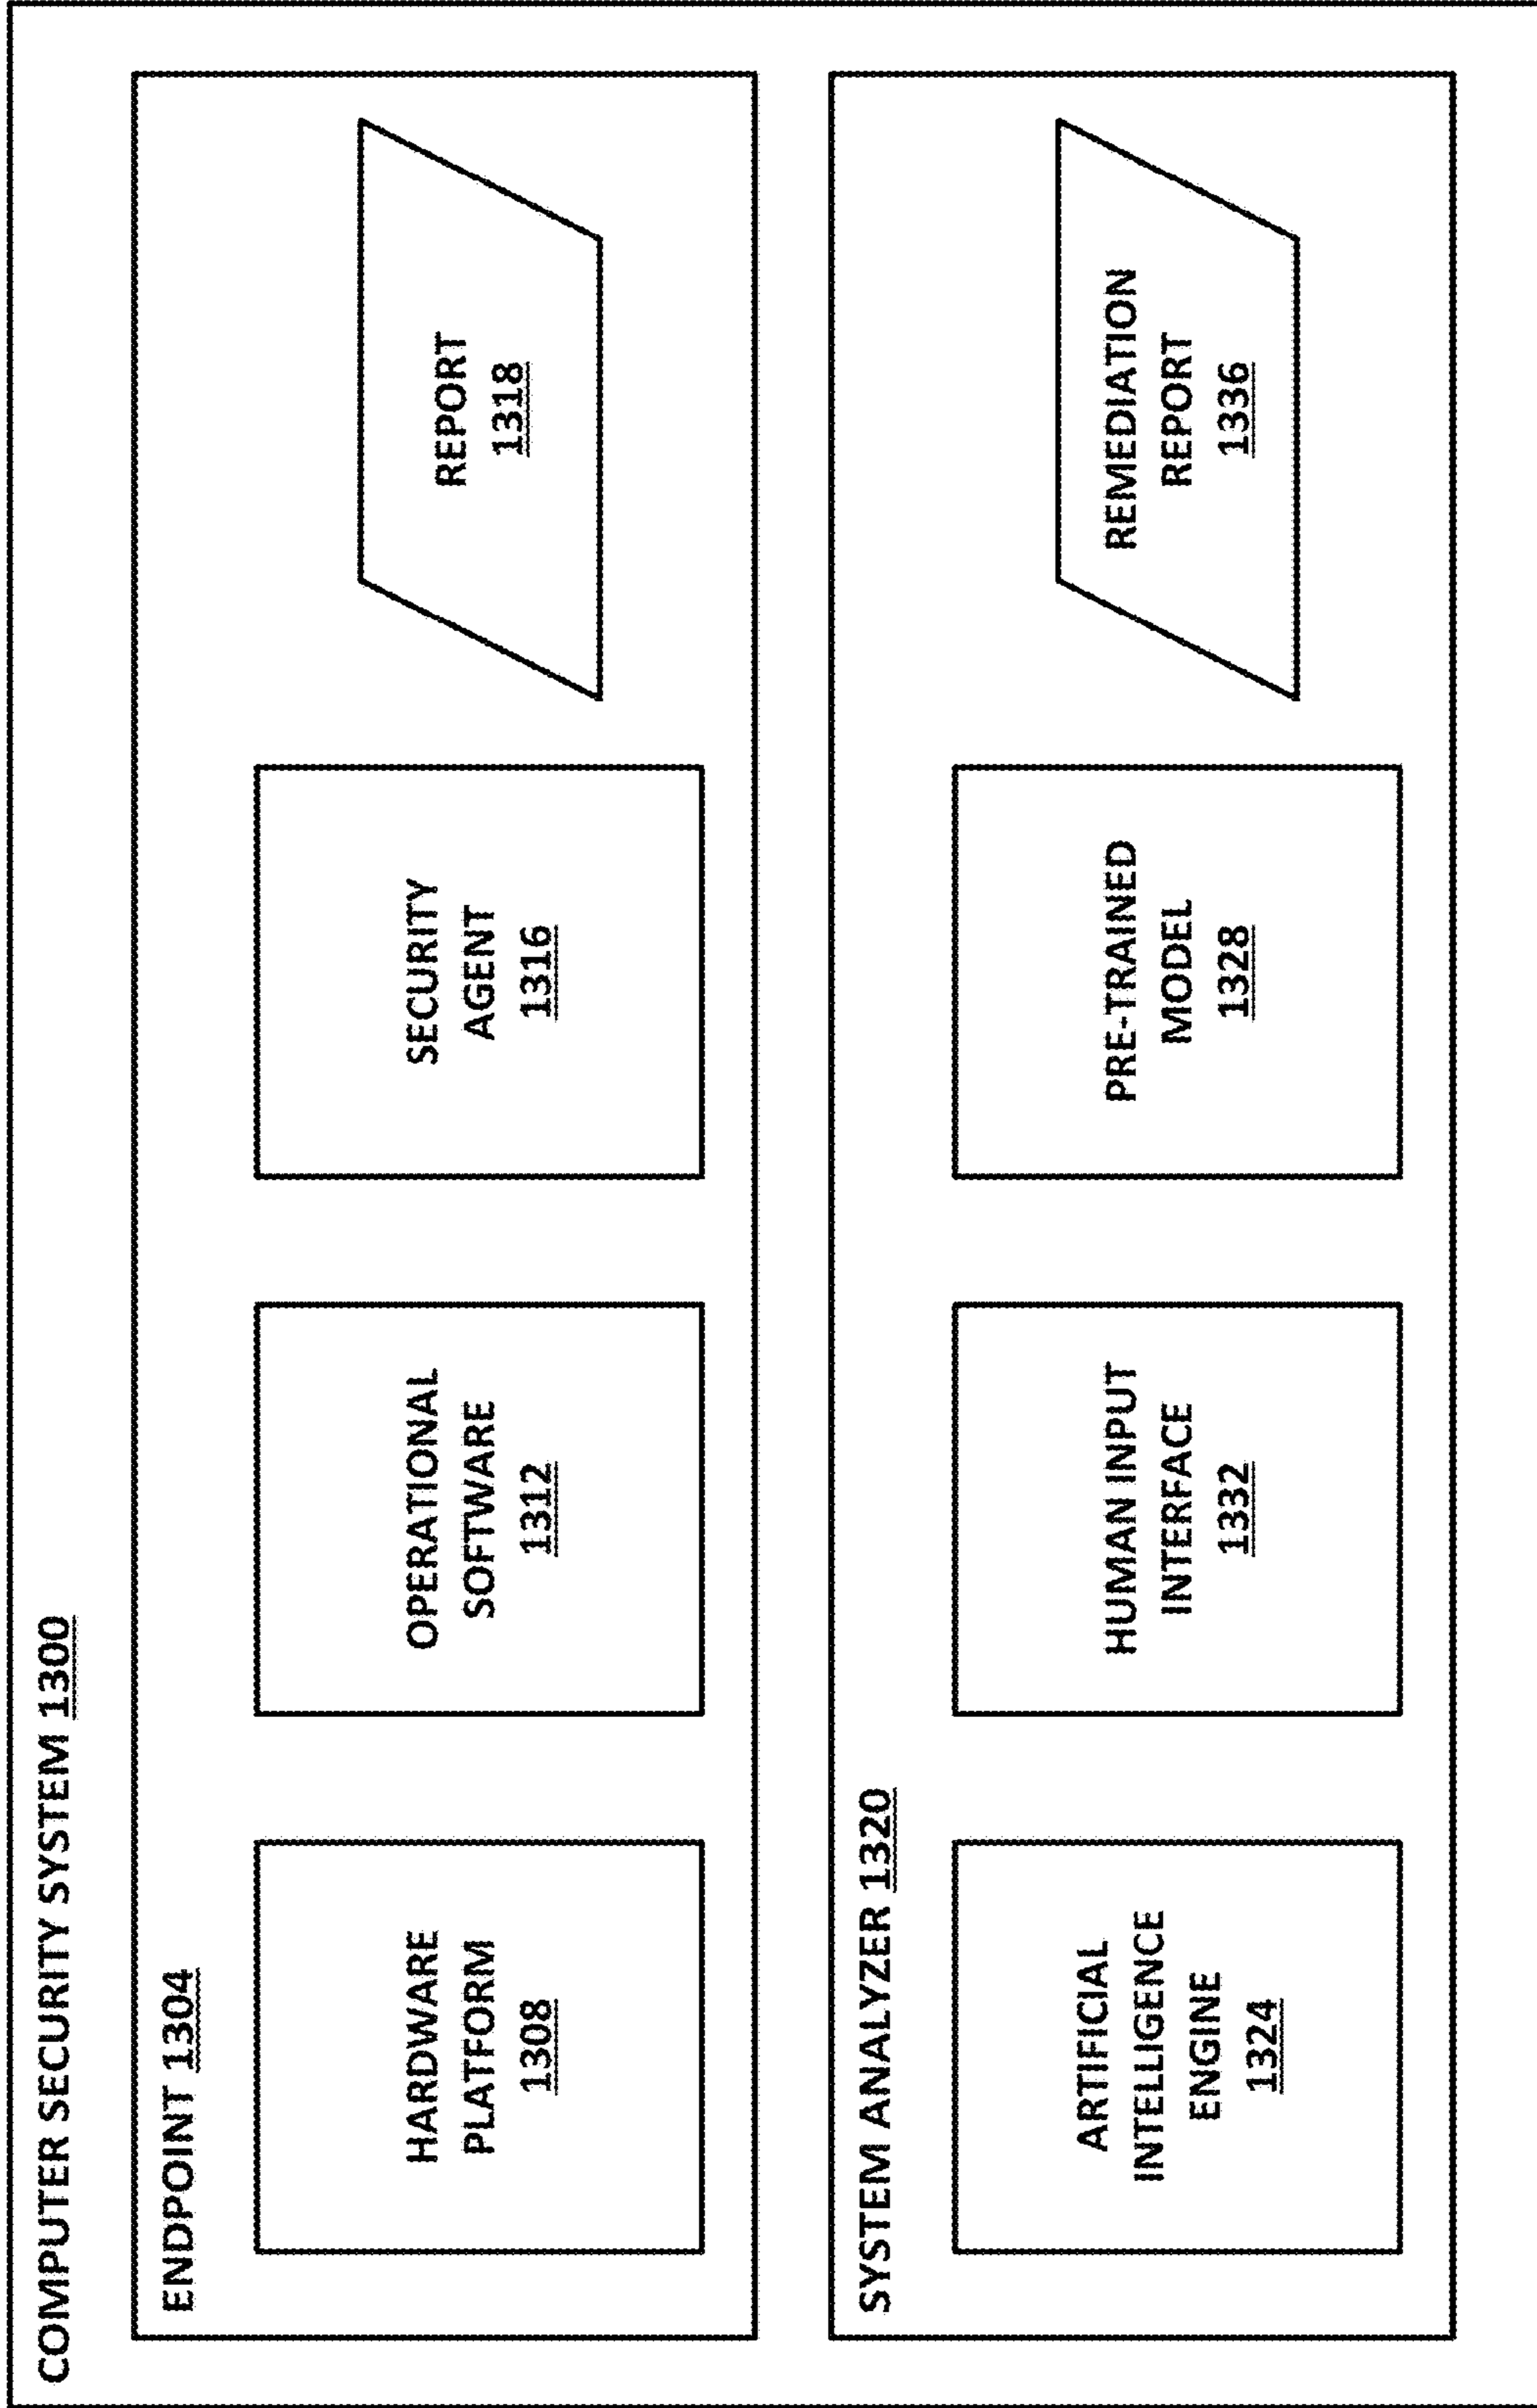 COMPUTER SECURITY SYSTEM 1300
ENDPOINT 1304
HARDWARE
PLATFORM
1308
OPERATIONAL
SOFTWARE
1312
SECURITY
AGENT
1316
REPORT
1318
SYSTEM ANALYZER 1320
ARTIFICIAL
INTELLIGENCE
ENGINE
1324
HUMAN INPUT
INTERFACE
1332
PRE-TRAINED
MODEL
1328
REMEDIATION
REPORT
1336